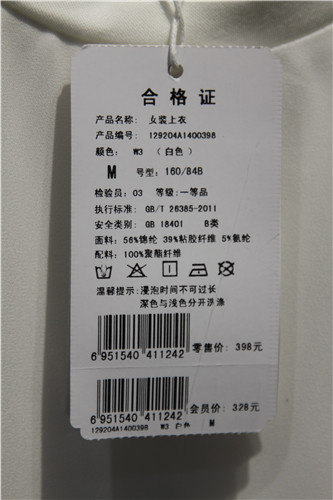 合格证
产品名称: 女装上衣
产品编号: 129204A1400398
颜色: W3 (白色)
M 号型: 160/84B
检验员: 03 等级: 一等品
执行标准: GB/T 26385-2011
安全类别: GB 18401 B类
面料: 56%锦纶 39%粘胶纤维 5%氨纶
配料: 100%聚酯纤维
温馨提示: 浸泡时间不可过长
深色与浅色分开洗涤
6 951540 411242 零售价: 398元
6 951540 411242 会员价: 328元
129204A1400398 W3 白色 M